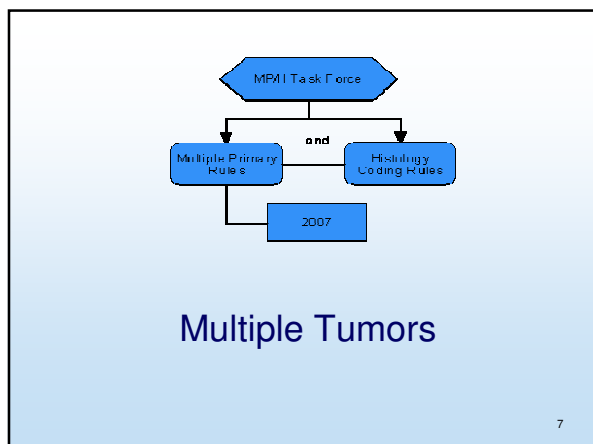 MP/H Task Force
and
Multiple Primary
Rules
Histology
Coding Rules
2007
Multiple Tumors
7